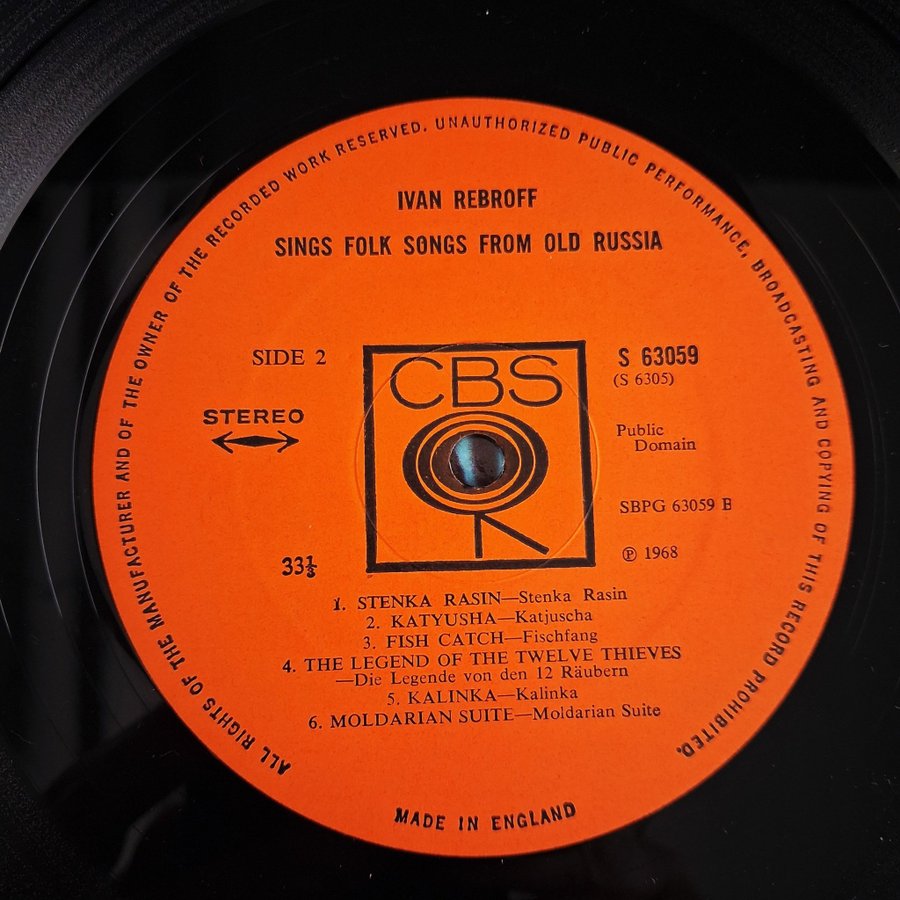 ALL RIGHTS OF THE MANUFACTURER AND OF THE OWNER OF THE RECORDED WORK RESERVED. UNAUTHORIZED PUBLIC PERFORMANCE, BROADCASTING AND COPYING OF THIS RECORD PROHIBITED.
IVAN REBROFF
SINGS FOLK SONGS FROM OLD RUSSIA
SIDE 2
CBS
S 63059
(S 6305)
STEREO
Public
Domain
SBPG 63059 B
33⅓
℗ 1968
1. STENKA RASIN—Stenka Rasin
2. KATYUSHA—Katjuscha
3. FISH CATCH—Fischfang
4. THE LEGEND OF THE TWELVE THIEVES
—Die Legende von den 12 Räubern
5. KALINKA—Kalinka
6. MOLDARIAN SUITE—Moldarian Suite
MADE IN ENGLAND